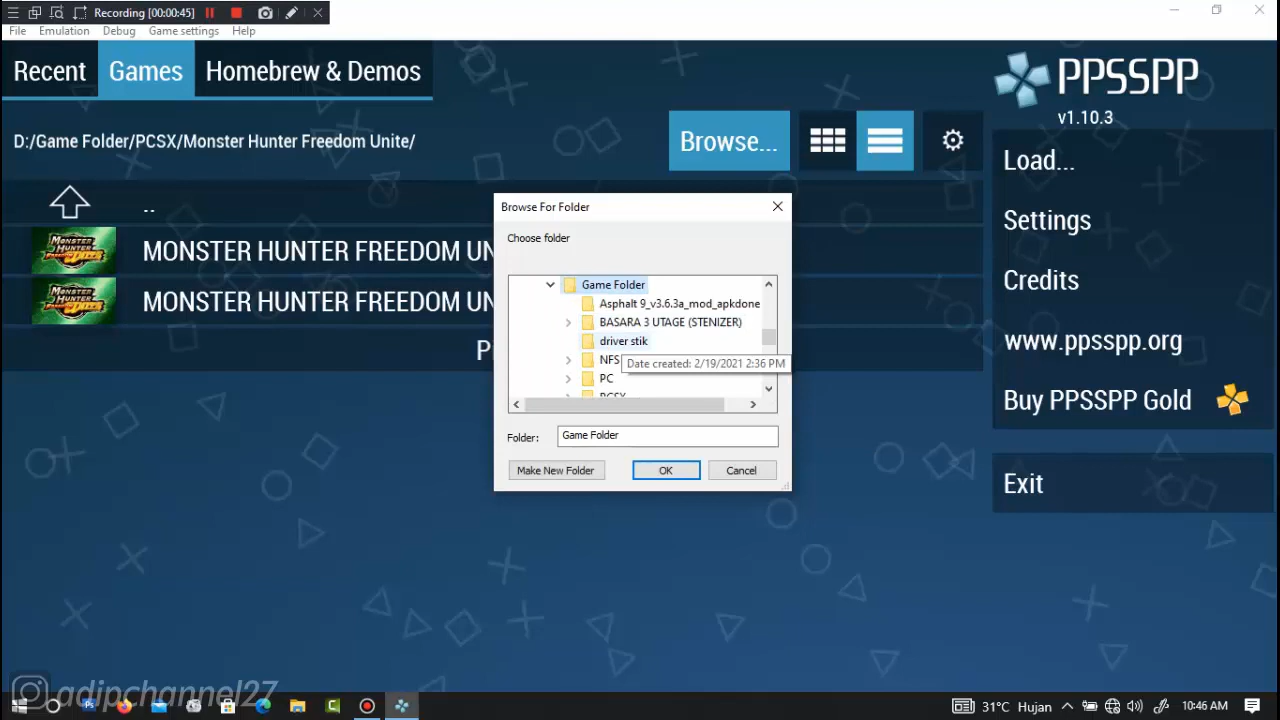 Recording [00:00:45]
File Emulation Debug Game settings Help
Recent Games Homebrew & Demos
PPSSPP
v1.10.3
D:/Game Folder/PCSX/Monster Hunter Freedom Unite/
Browse...
Load...
Settings
Credits
www.ppsspp.org
Buy PPSSPP Gold
Exit
..
MONSTER HUNTER FREEDOM UN
MONSTER HUNTER FREEDOM UN
Browse For Folder
Choose folder
Game Folder
Asphalt 9_v3.6.3a_mod_apkdone
BASARA 3 UTAGE (STENIZER)
driver stik
NFS
Date created: 2/19/2021 2:36 PM
PC
PCSX
Folder: Game Folder
Make New Folder OK Cancel
adipchannel27
31°C Hujan 10:46 AM